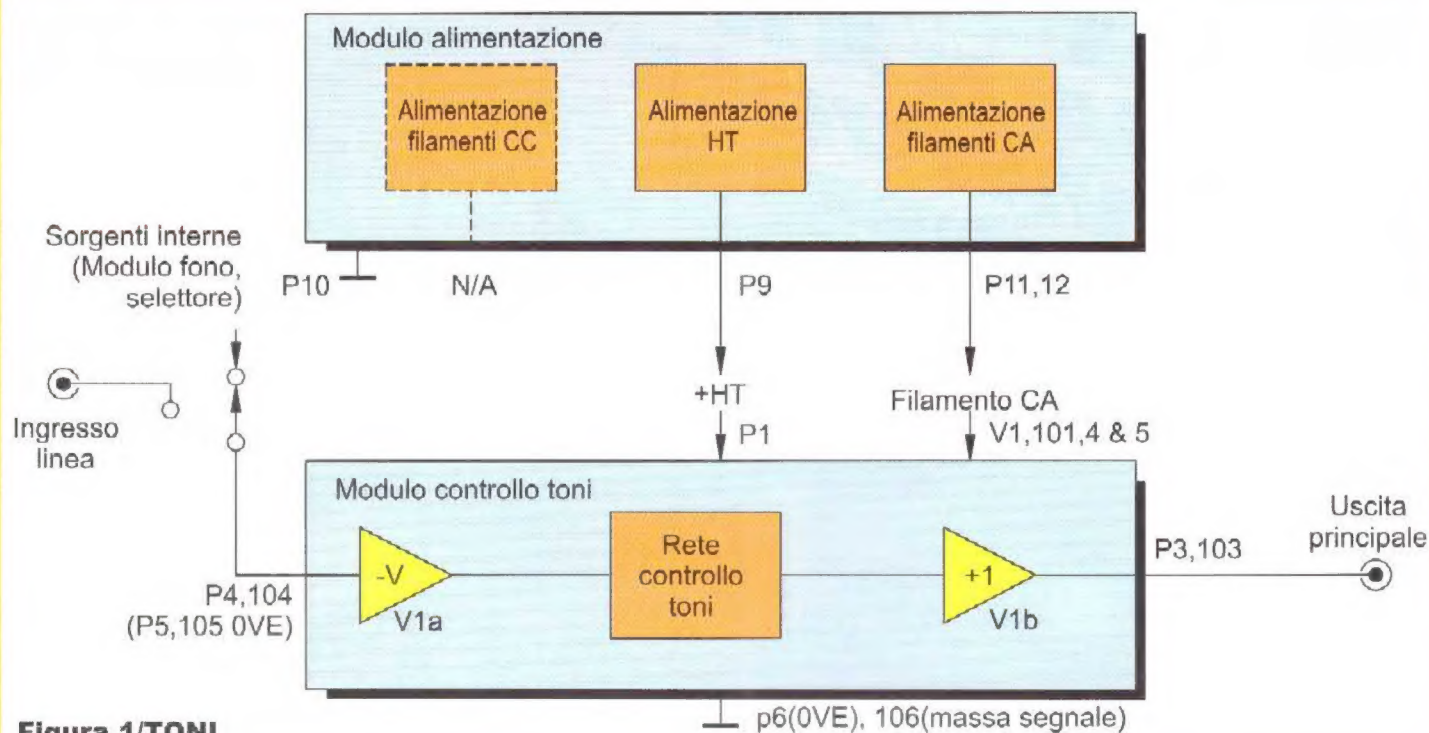 Modulo alimentazione
Alimentazione
filamenti CC
Alimentazione
HT
Alimentazione
filamenti CA
Sorgenti interne
(Modulo fono,
selettore)
P10
N/A
P9
P11,12
Ingresso
linea
+HT
P1
Filamento CA
V1,101,4 & 5
Modulo controllo toni
-V
V1a
Rete
controllo
toni
+1
V1b
P4,104
(P5,105 0VE)
P3,103
Uscita
principale
p6(0VE), 106(massa segnale)
Figura 1/TONI